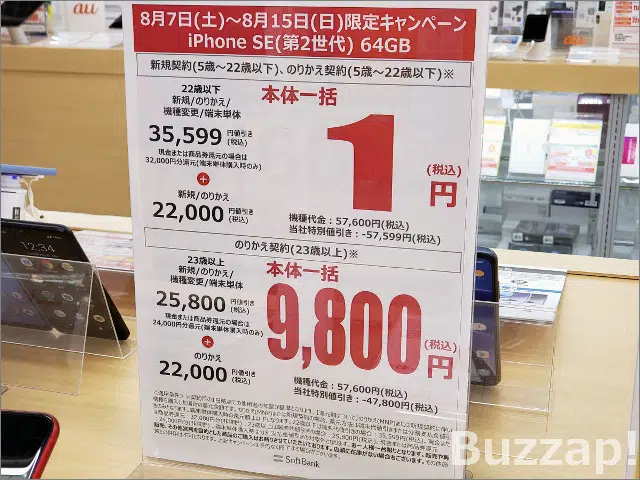 8月7日(土)～8月15日(日)限定キャンペーン
iPhone SE(第2世代) 64GB
新規契約(5歳～22歳以下)、のりかえ契約(5歳～22歳以下)※
22歳以下
新規/のりかえ/
機種変更/端末単体
35,599 円値引き(税込)
現金または商品券還元の場合は
32,000円分還元(端末単体購入時のみ)
+
新規/のりかえ
22,000 円値引き(税込)
本体一括
1円(税込)
機種代金:57,600円(税込)
当社特別値引き:-57,599円(税込)
のりかえ契約(23歳以上)※
23歳以上
新規/のりかえ/
機種変更/端末単体
25,800 円値引き(税込)
現金または商品券還元の場合は
24,000円分還元(端末単体購入時のみ)
+
のりかえ
22,000 円値引き(税込)
本体一括
9,800円(税込)
機種代金:57,600円(税込)
当社特別値引き:-47,800円(税込)
SoftBank
au
au
12:34
Buzzap!